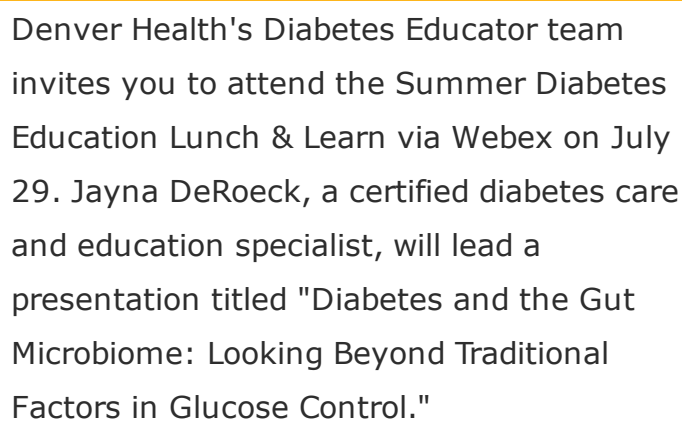 Denver Health's Diabetes Educator team
invites you to attend the Summer Diabetes
Education Lunch & Learn via Webex on July
29. Jayna DeRoeck, a certified diabetes care
and education specialist, will lead a
presentation titled "Diabetes and the Gut
Microbiome: Looking Beyond Traditional
Factors in Glucose Control."